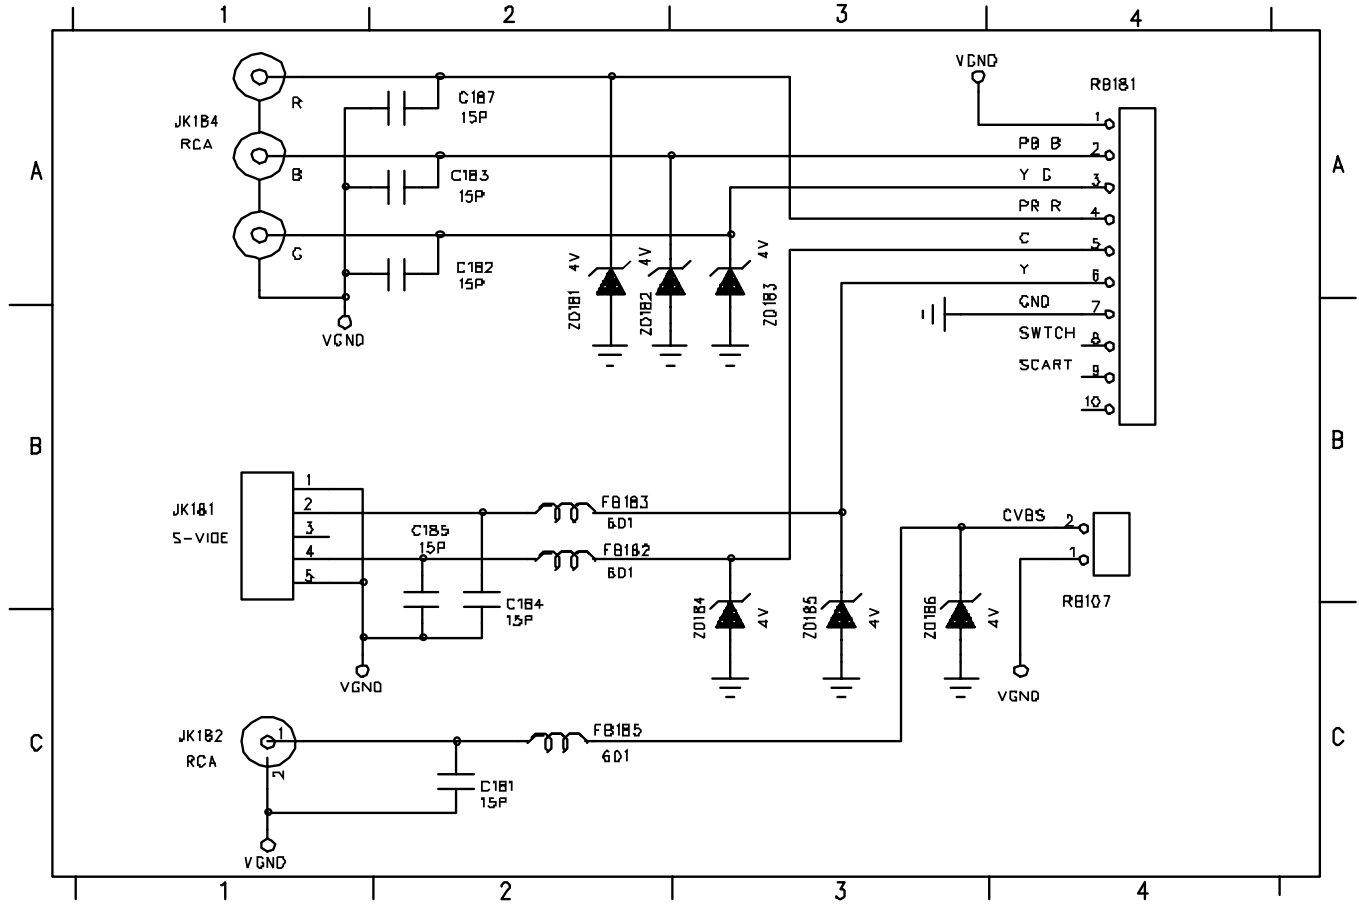 1 2 3 4
VGND
RB181
R
C187
15P
JK184
RCA
1
PB B 2
A
B
C183
15P
Y G 3
A
PR R 4
G
C182
15P
4V 4V 4V
C 5
Y 6
ZD181
ZD182
ZD183
GND 7
VGND
SWTCH 8
SCART 9
10
B
B
JK181
S-VIDE
1
2
3
4
5
FB183
601
C185
15P
FB182
601
CVBS 2
1
RB107
C184
15P
ZD184
4V
ZD185
4V
ZD186
4V
VGND
VGND
C
JK182
RCA
1
2
FB185
601
C
C181
15P
VGND
1 2 3 4